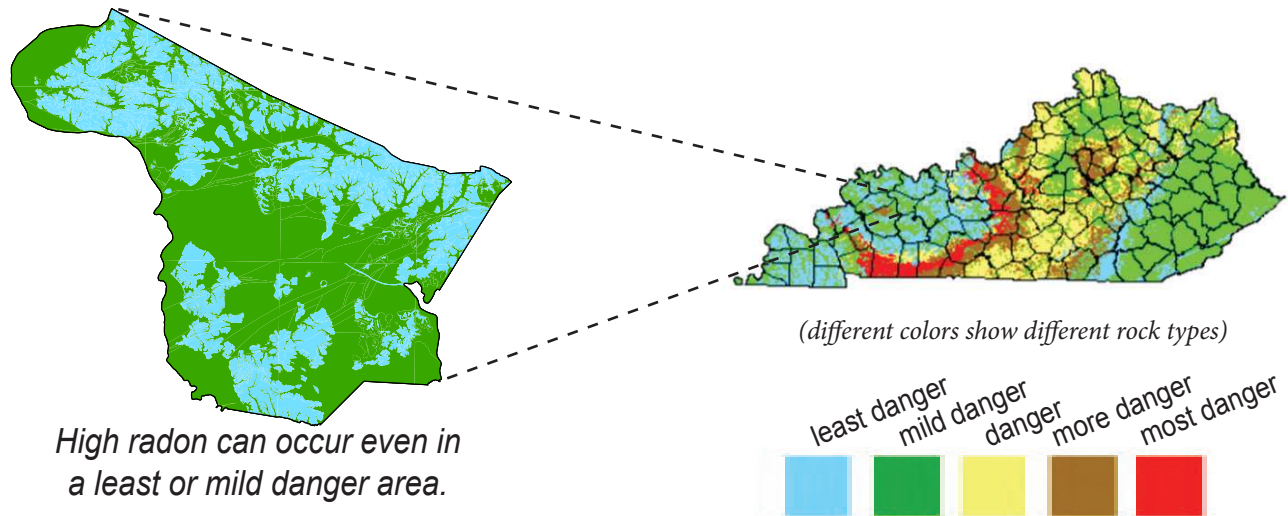 High radon can occur even in
a least or mild danger area.
(different colors show different rock types)
least danger
mild danger
danger
more danger
most danger